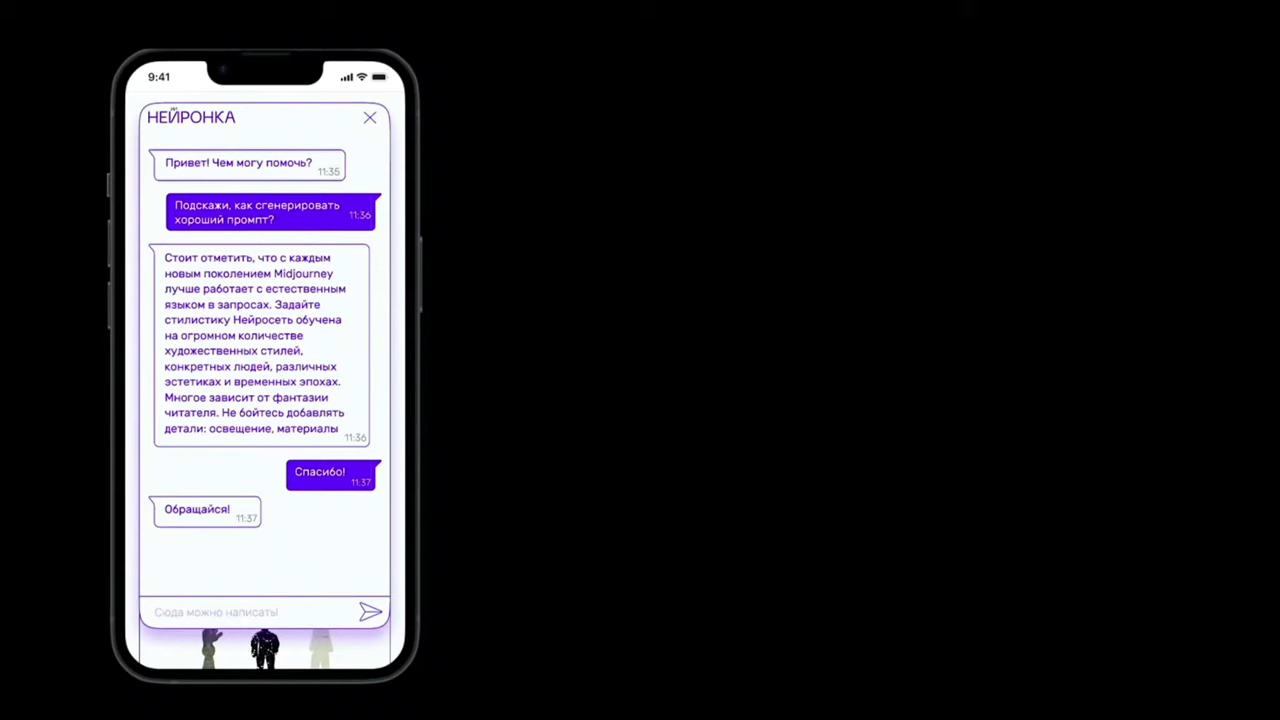 9:41
НЕЙРОНКА
Привет! Чем могу помочь?
11:35
Подскажи, как сгенерировать
хороший промпт?
11:36
Стоит отметить, что с каждым
новым поколением Midjourney
лучше работает с естественным
языком в запросах. Задайте
стилистику Нейросеть обучена
на огромном количестве
художественных стилей,
конкретных людей, различных
эстетиках и временных эпохах.
Многое зависит от фантазии
читателя. Не бойтесь добавлять
детали: освещение, материалы
11:36
Спасибо!
11:37
Обращайся!
11:37
Сюда можно написать!